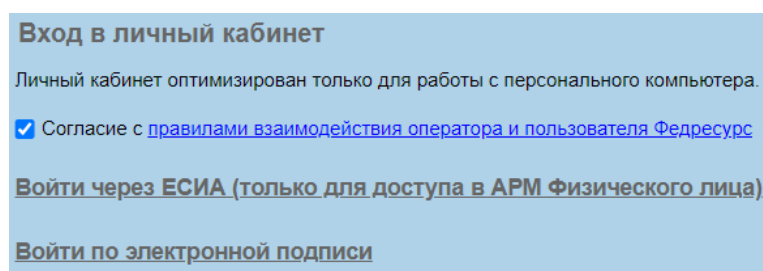 Вход в личный кабинет
Личный кабинет оптимизирован только для работы с персонального компьютера.
Согласие с правилами взаимодействия оператора и пользователя Федресурс
Войти через ЕСИА (только для доступа в АРМ Физического лица)
Войти по электронной подписи